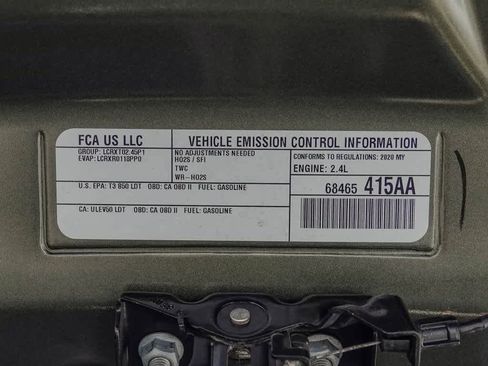 FCA US LLC
VEHICLE EMISSION CONTROL INFORMATION
GROUP: LCRXT02.45P1
EVAP: LCRXR0118PP0
NO ADJUSTMENTS NEEDED
HO2S / SFI
TWC
WR-HO2S
CONFORMS TO REGULATIONS: 2020 MY
ENGINE: 2.4L
U.S. EPA: T3 B50 LDT OBD: CA OBD II FUEL: GASOLINE
68465 415AA
CA: ULEV50 LDT OBD: CA OBD II FUEL: GASOLINE